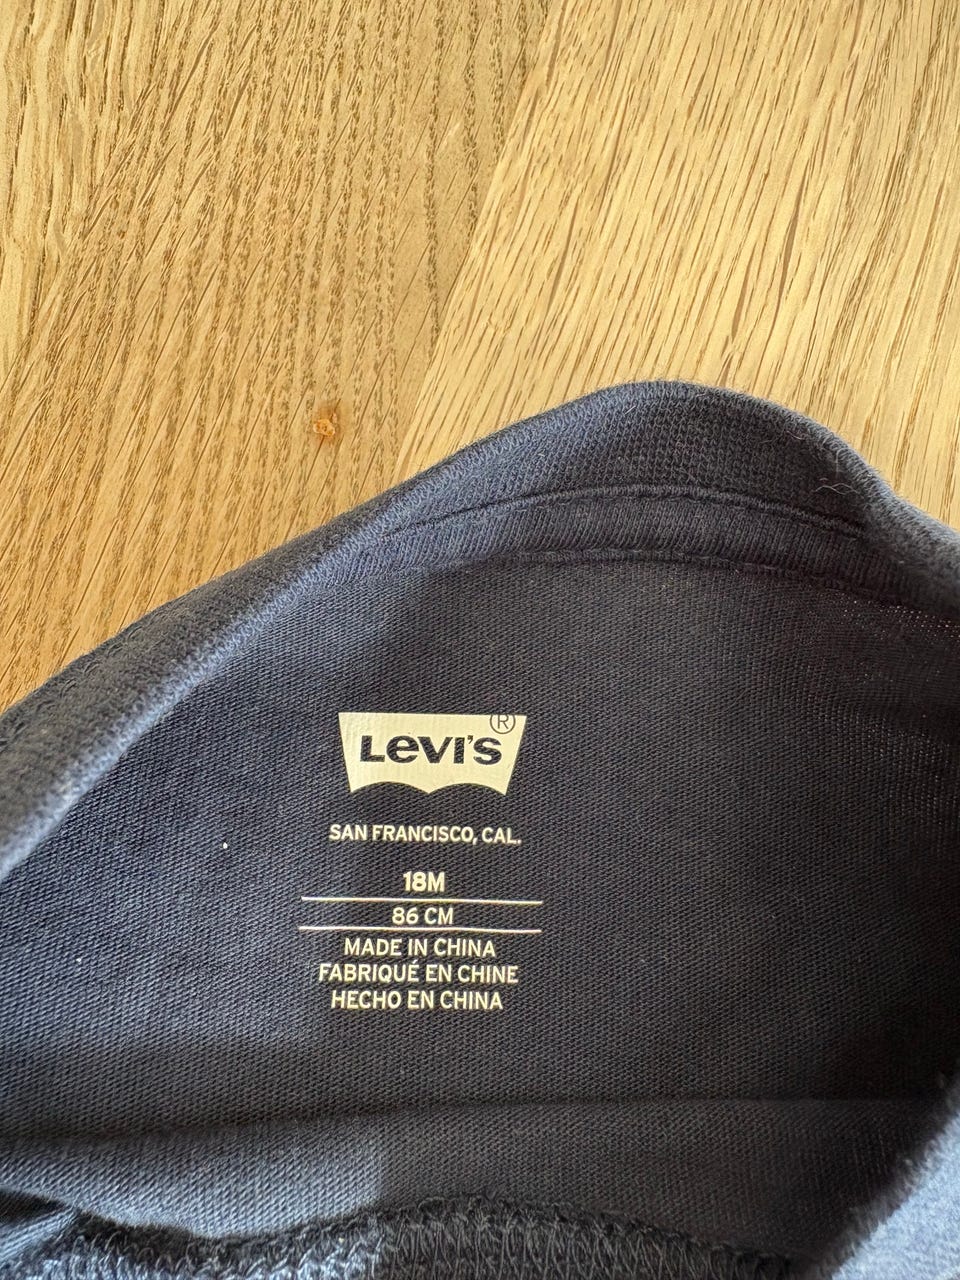 LEVI'S ®
SAN FRANCISCO, CAL.
18M
86 CM
MADE IN CHINA
FABRIQUÉ EN CHINE
HECHO EN CHINA